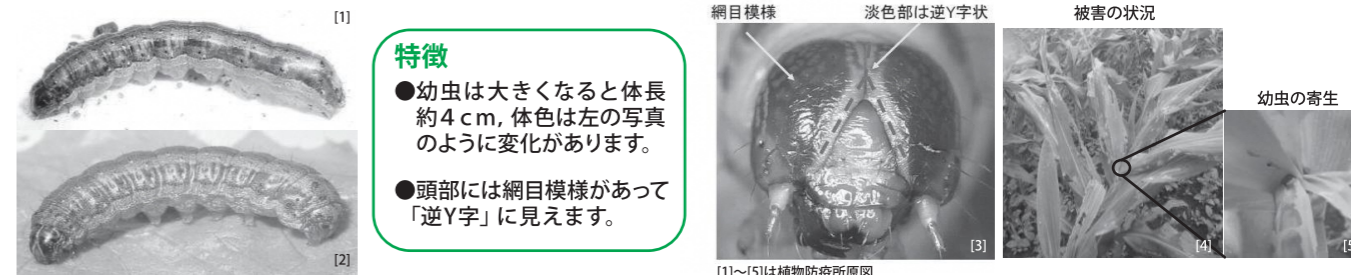 [1]
[2]
特徴
●幼虫は大きくなると体長
約4cm,体色は左の写真
のように変化があります。
●頭部には網目模様があって
「逆Y字」に見えます。
網目模様
淡色部は逆Y字状
[3]
被害の状況
[4]
幼虫の寄生
[5
[1]~[5]は植物防疫所原図